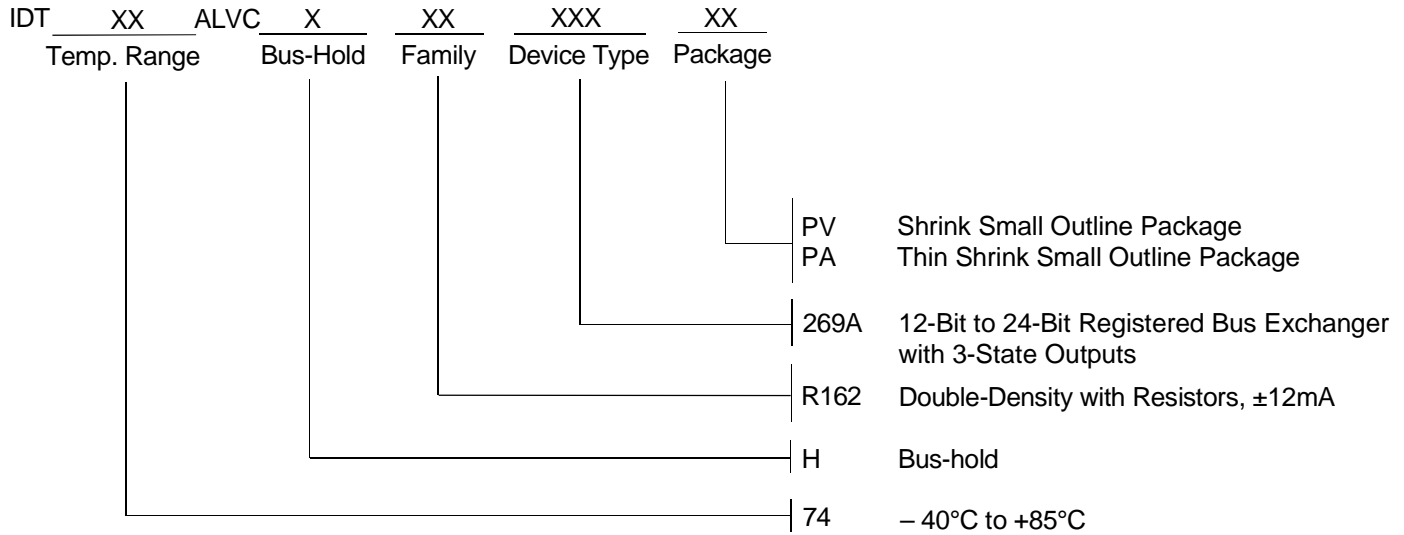 IDT XX ALVC X XX XXX XX
Temp. Range Bus-Hold Family Device Type Package
PV Shrink Small Outline Package
PA Thin Shrink Small Outline Package
269A 12-Bit to 24-Bit Registered Bus Exchanger
with 3-State Outputs
R162 Double-Density with Resistors, ±12mA
H Bus-hold
74 – 40°C to +85°C